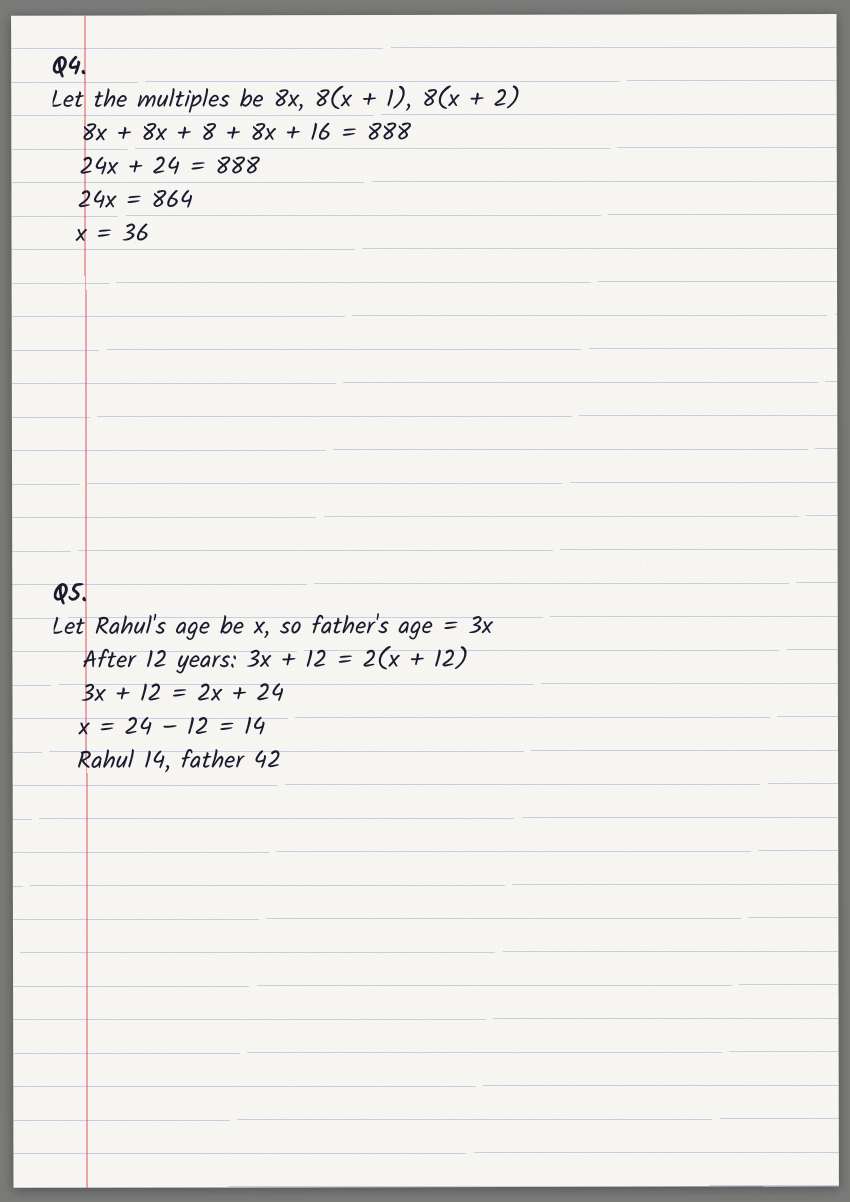 Q4.
Let the multiples be 8x, 8(x + 1), 8(x + 2)
8x + 8x + 8 + 8x + 16 = 888
24x + 24 = 888
24x = 864
x = 36
Q5.
Let Rahul's age be x, so father's age = 3x
After 12 years: 3x + 12 = 2(x + 12)
3x + 12 = 2x + 24
x = 24 − 12 = 14
Rahul 14, father 42